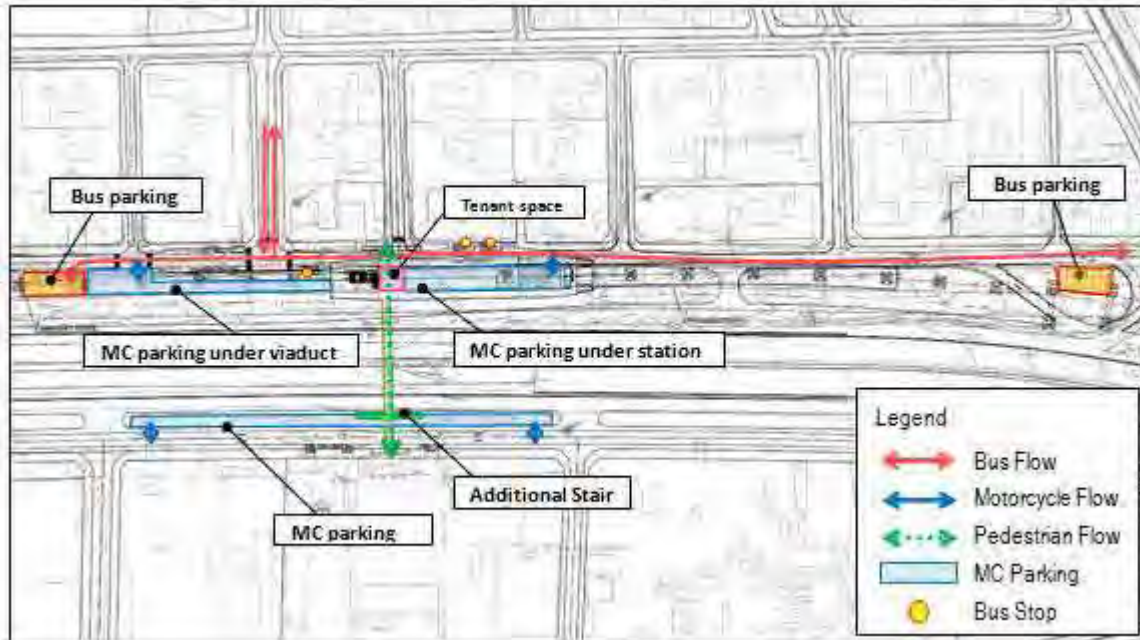 Bus parking
Tenant space
Bus parking
MC parking under viaduct
MC parking under station
Additional Stair
MC parking
Legend
Bus Flow
Motorcycle Flow
Pedestrian Flow
MC Parking
Bus Stop